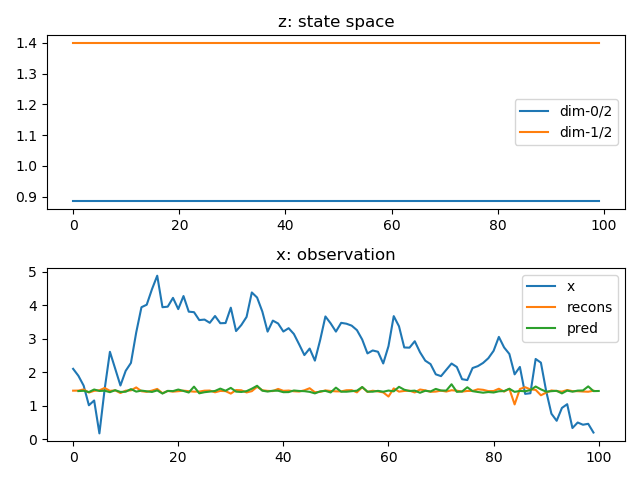 z: state space
1.4
1.3
1.2
1.1
1.0
0.9
dim-0/2
dim-1/2
0 20 40 60 80 100
x: observation
5
4
3
2
1
0
x
recons
pred
0 20 40 60 80 100